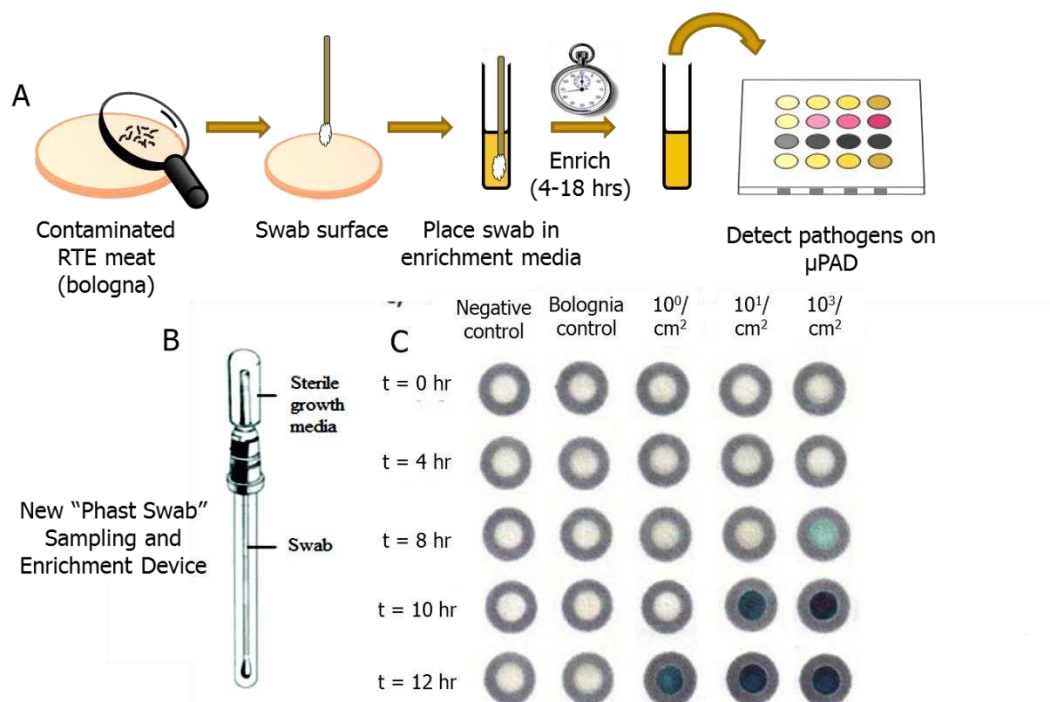 A
Contaminated
RTE meat
(bologna)
Swab surface
Place swab in
enrichment media
Enrich
(4-18 hrs)
Detect pathogens on
µPAD
B
Sterile
growth
media
Swab
New “Phast Swab”
Sampling and
Enrichment Device
C
Negative
control
Bolognia
control
10⁰/
cm²
10¹/
cm²
10³/
cm²
t = 0 hr
t = 4 hr
t = 8 hr
t = 10 hr
t = 12 hr